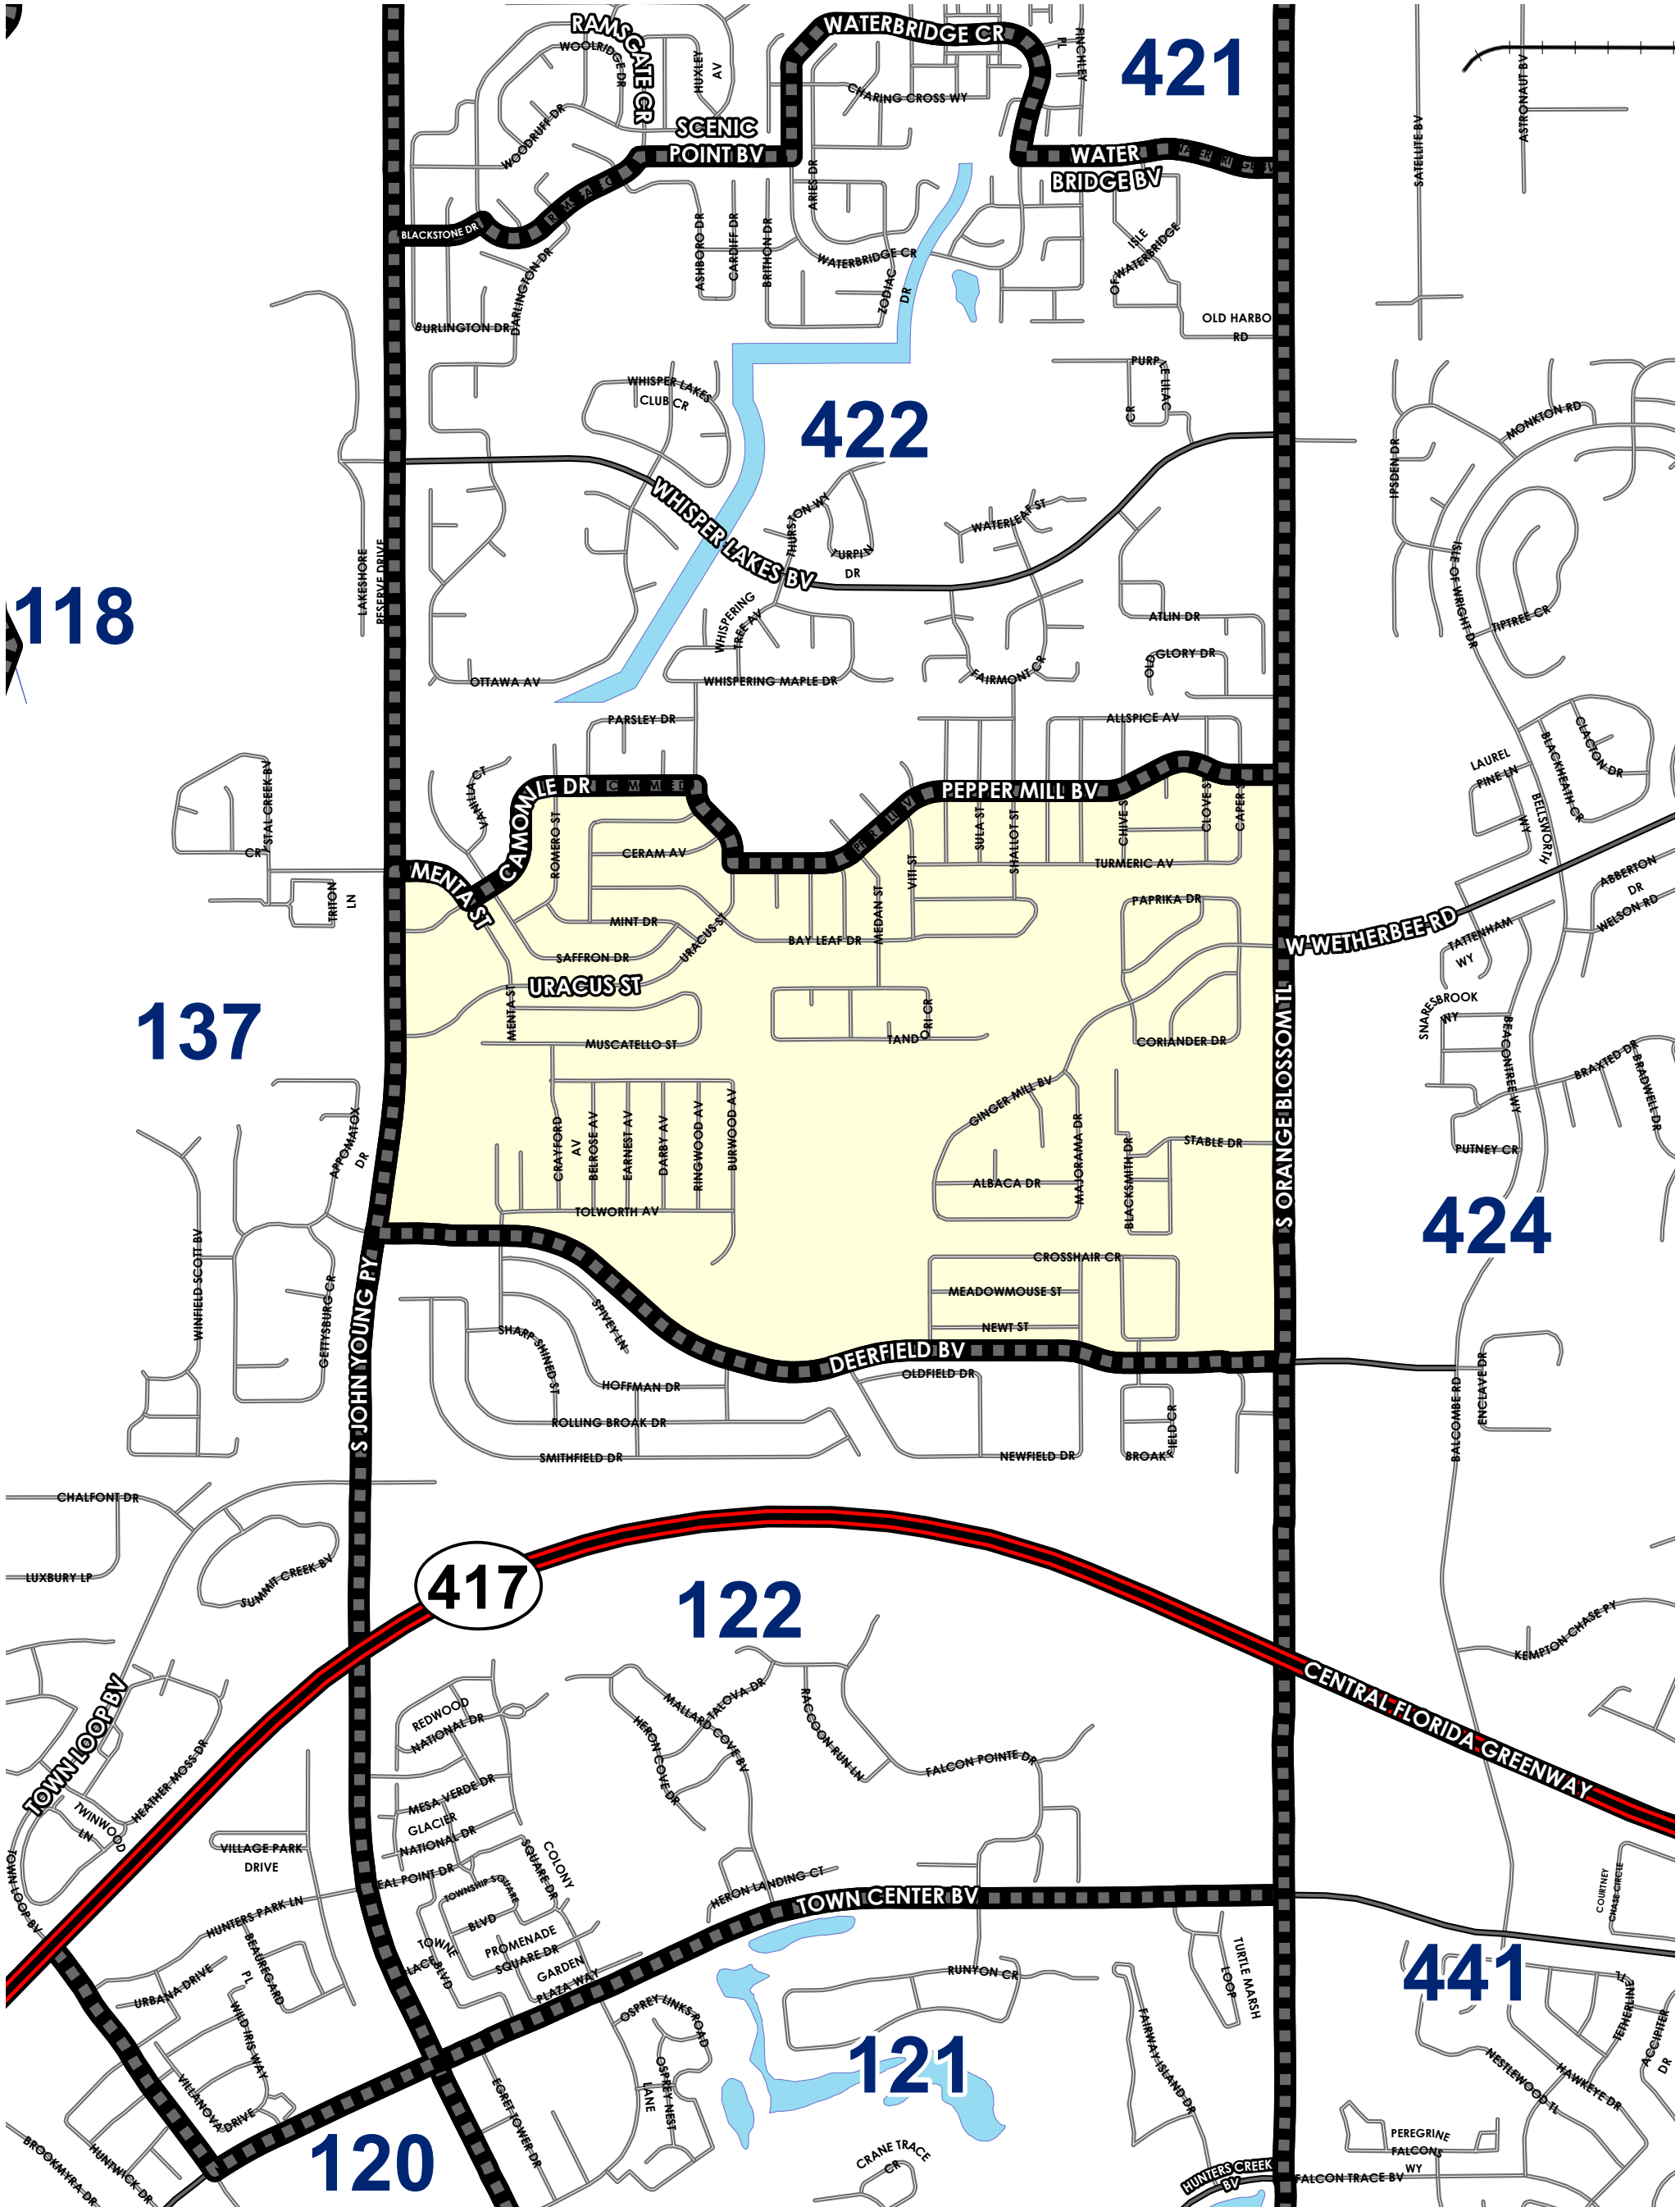 RAMSGATE CR
WOOLRIDGE DR
HUXLEY
AV
WATERBRIDGE CR
FINCHLEY
PL
421
ASTRONAUT BV
SATELLITE BV
CHARING CROSS WY
WOODRUFF DR
SCENIC
POINT BV
WATER
BRIDGE BV
ARIES DR
BLACKSTONE DR
ASHBORO DR
CARDIFF DR
BRITHON DR
WATERBRIDGE CR
ZODIAC
DR
ISLE
OF WATERBRIDGE
DARLINGTON DR
BURLINGTON DR
OLD HARBO
RD
WHISPER LAKES
CLUB CR
422
PURPLE LILAC
CR
MONKTON RD
IPSDEN DR
WHISPER LAKES BV
THURSTON WY
TURPIN
DR
WATERLEAF ST
LAKESHORE
RESERVE DRIVE
118
ISLE OF WRIGHT DR
TIPTREE CR
WHISPERING
TREE AV
ATLIN DR
OLD
GLORY DR
OTTAWA AV
WHISPERING MAPLE DR
FAIRMONT CR
PARSLEY DR
ALLSPICE AV
CLACTON DR
BLACKHEATH CR
LAUREL
PINE LN
WY
BELLSWORTH
CRYSTAL CREEK BV
VANILLA CT
CAMOMILE DR
PEPPER MILL BV
ROMERO ST
CERAM AV
VITI ST
SULA ST
SHALLOT ST
CHIVE S
CLOVE ST
CAPER S
TURMERIC AV
MENTA ST
TRITON
LN
MINT DR
URACUS ST
BAY LEAF DR
MEDAN ST
PAPRIKA DR
W WETHERBEE RD
ABBERTON
DR
WELSON RD
TATTENHAM
WY
SAFFRON DR
URACUS ST
MENTA ST
137
MUSCATELLO ST
TANDORI CR
CORIANDER DR
S ORANGE BLOSSOM TL
SNARESBROOK
WY
BEACONTREE WY
BRAXTED DR
BRADWELL DR
PUTNEY CR
APPOMATOX
DR
CRAYFORD
AV
BELROSE AV
EARNEST AV
DARBY AV
RINGWOOD AV
BURWOOD AV
GINGER MILL BV
MAJORAMA DR
BLACKSMITH DR
STABLE DR
ALBACA DR
TOLWORTH AV
424
WINFIELD SCOTT BV
GETTYSBURG CR
S JOHN YOUNG PY
CROSSHAIR CR
MEADOWMOUSE ST
NEWT ST
SPIVEY LN
SHARP SHINED ST
DEERFIELD BV
OLDFIELD DR
HOFFMAN DR
ROLLING BROAK DR
SMITHFIELD DR
NEWFIELD DR
BROAKFIELD CR
BALCOMBE RD
ENCLAVE DR
CHALFONT DR
LUXBURY LP
SUMMIT CREEK BV
417
122
KEMPTON CHASE PY
CENTRAL FLORIDA GREENWAY
TOWN LOOP BV
HEATHER MOSS DR
TWINWOOD
LN
REDWOOD
NATIONAL DR
MALLARD COVE BV
TALOVA DR
HERON COVE DR
RACCOON RUN LN
FALCON POINTE DR
MESA VERDE DR
GLACIER
NATIONAL DR
VILLAGE PARK
DRIVE
TOWN LOOP BV
EAL POINT DR
COLONY
SQUARE DR
TOWNSHIP SQUARE
BLVD
HERON LANDING CT
TOWN CENTER BV
COURTNEY
CHASE CIRCLE
HUNTERS PARK LN
BEAUREGARD
PL
TOWNE
LACE BLVD
PROMENADE
SQUARE DR
GARDEN
PLAZA WAY
URBANA DRIVE
WILD IRIS WAY
RUNYON CR
TURTLE MARSH
LOOP
441
TETHERLINE TL
ACCIPITER
DR
OSPREY LINKS ROAD
OSPREY NEST
LANE
121
FAIRWAY ISLAND DR
NESTLEWOOD TL
HAWKEYE DR
VILLANOVA DRIVE
EGRET TOWER DR
120
HUNTWICK DR
BROOKMYRA DR
CRANE TRACE
CR
HUNTERS CREEK
BV
FALCON TRACE BV
PEREGRINE
FALCONS
WY